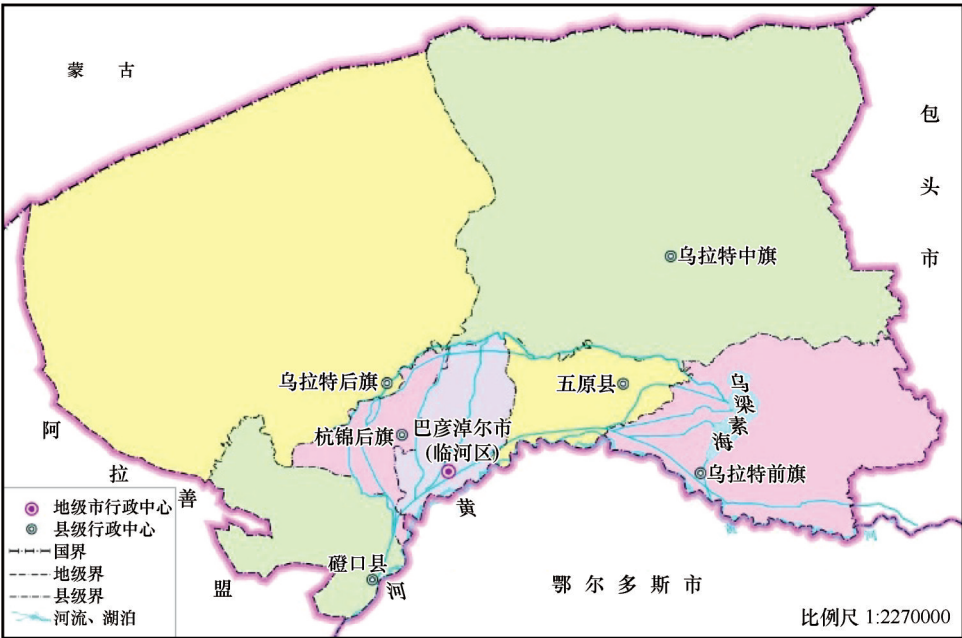 蒙古
包头市
乌拉特中旗
乌拉特后旗
五原县
乌梁素海
杭锦后旗
巴彦淖尔市
(临河区)
乌拉特前旗
阿拉善盟
黄河
磴口县
鄂尔多斯市
地级市行政中心
县级行政中心
国界
地级界
县级界
河流、湖泊
比例尺 1:2270000